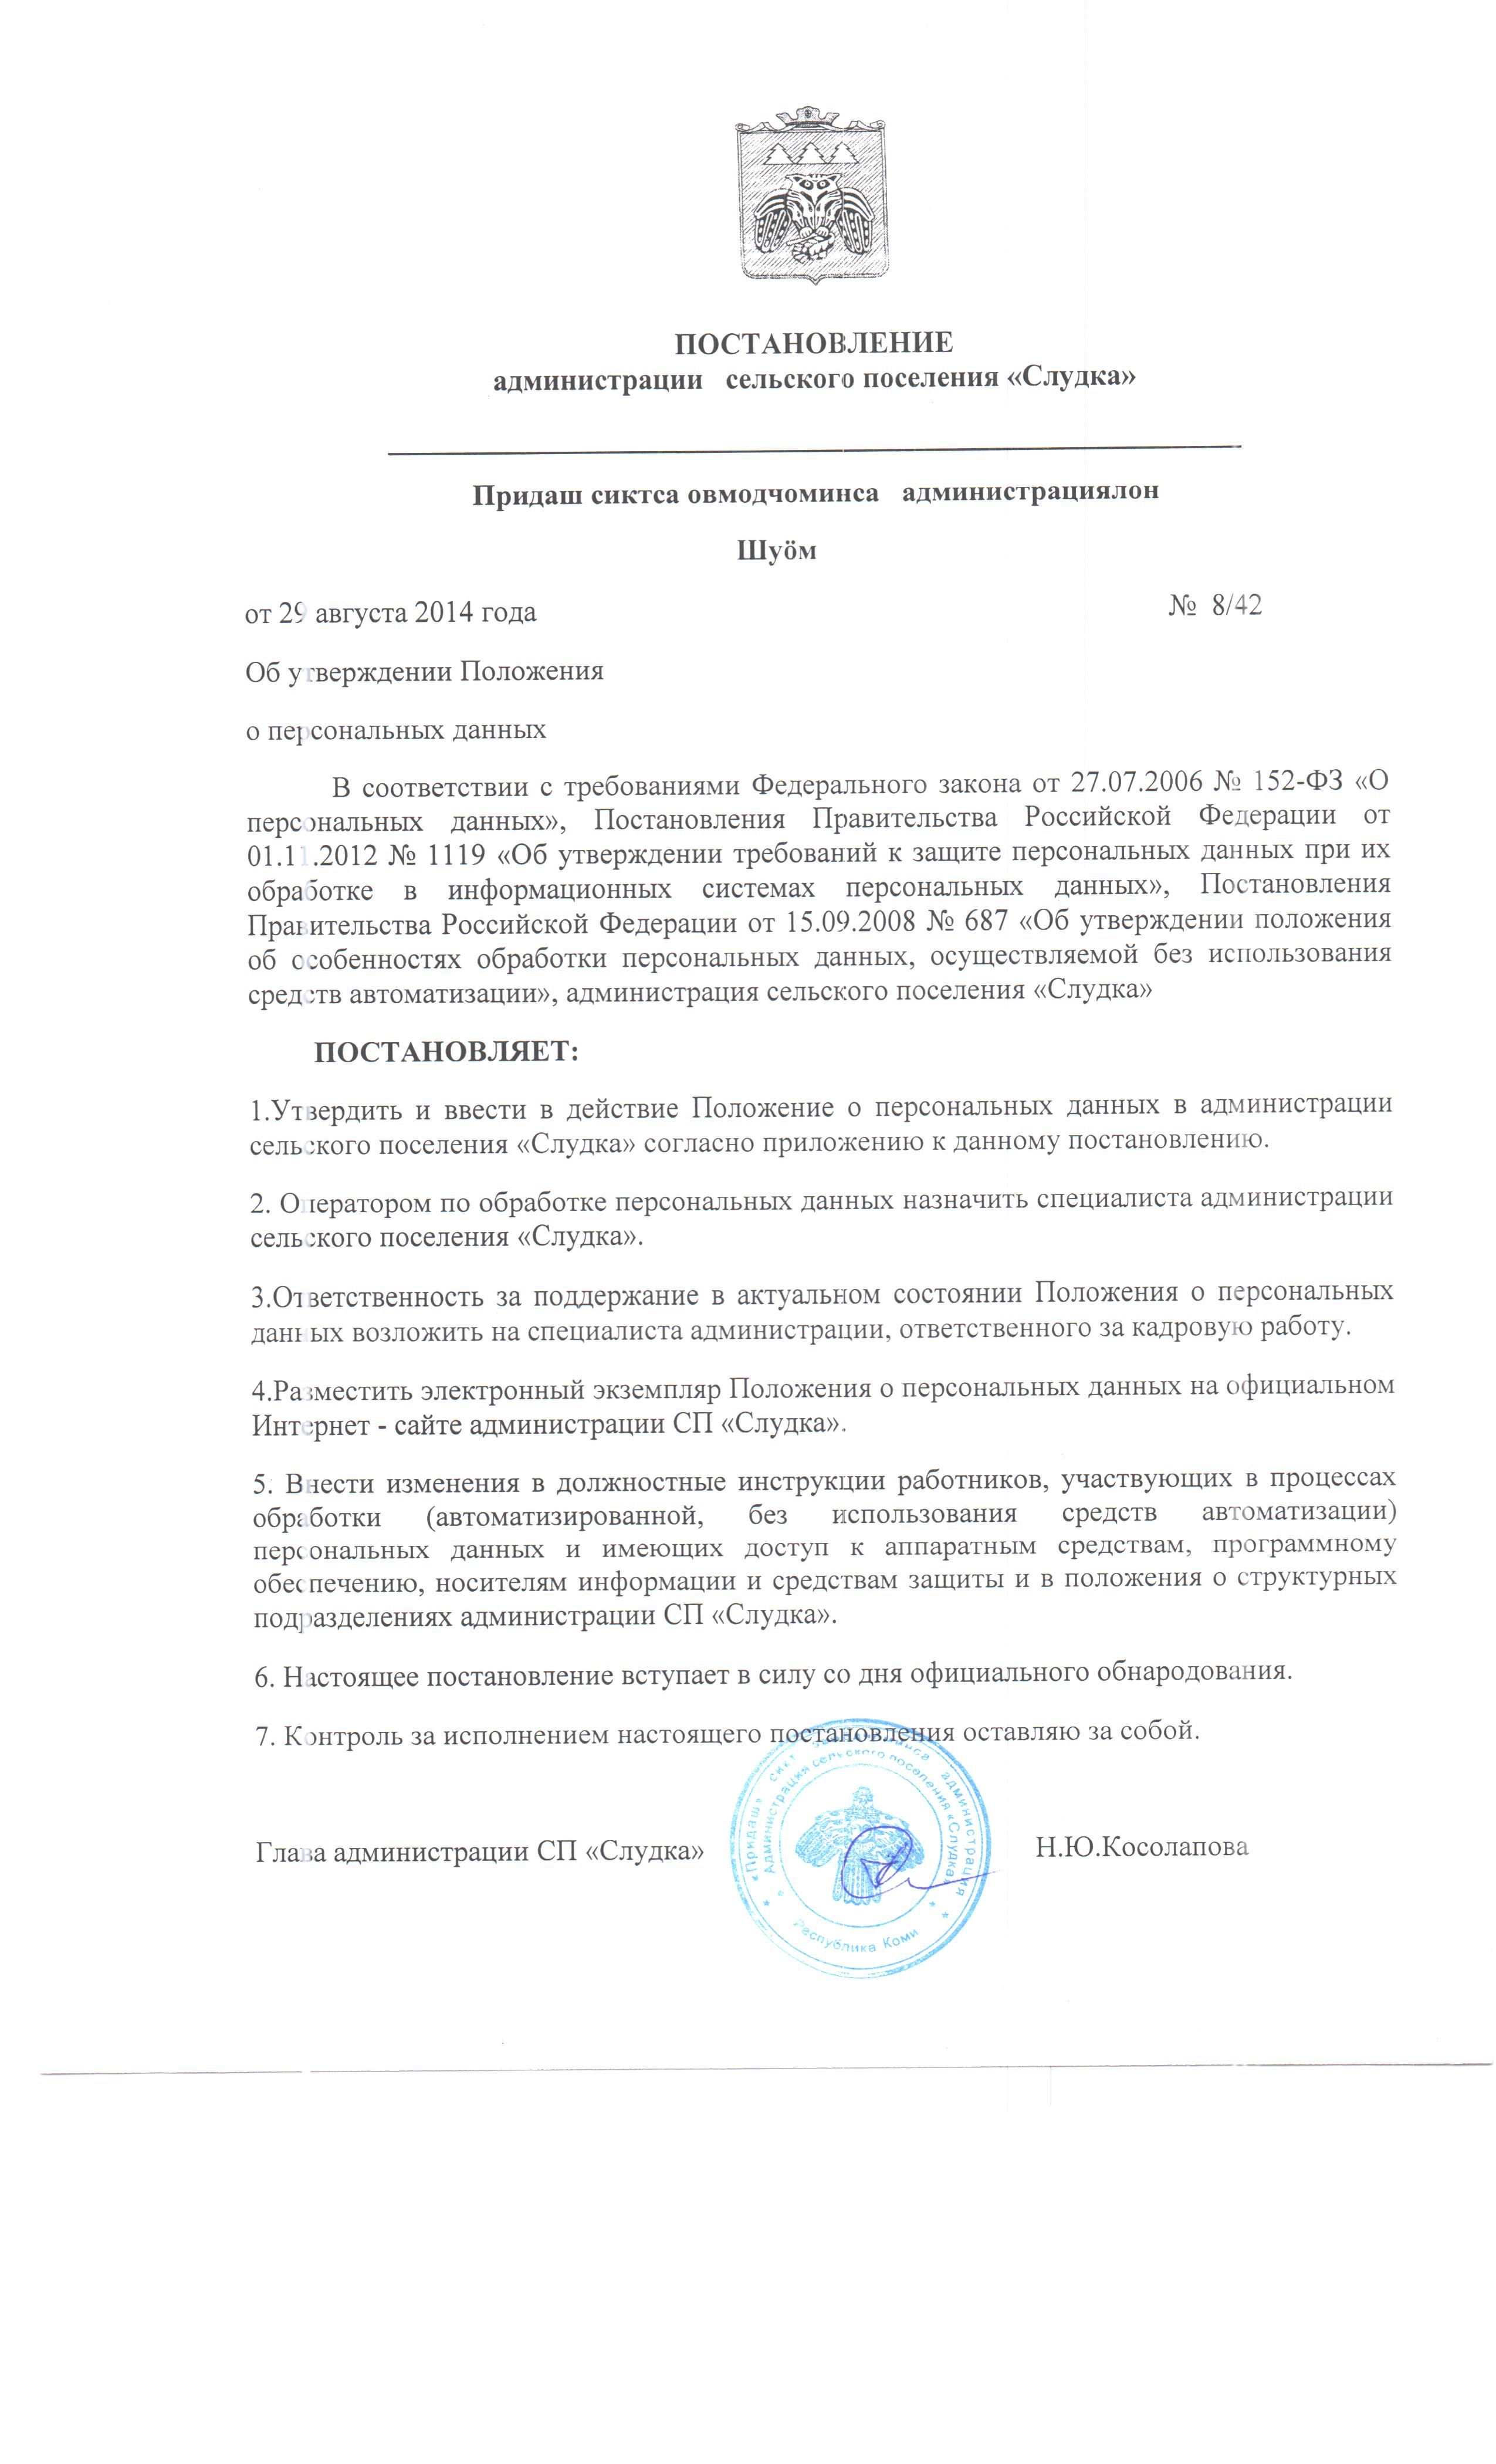 ПОСТАНОВЛЕНИЕ
администрации сельского поселения «Слудка»
Придаш сиктса овмодчоминса администрациялон
Шуöм
от 29 августа 2014 года № 8/42
Об утверждении Положения
о персональных данных
В соответствии с требованиями Федерального закона от 27.07.2006 № 152-ФЗ «О
персональных данных», Постановления Правительства Российской Федерации от
01.11.2012 № 1119 «Об утверждении требований к защите персональных данных при их
обработке в информационных системах персональных данных», Постановления
Правительства Российской Федерации от 15.09.2008 № 687 «Об утверждении положения
об особенностях обработки персональных данных, осуществляемой без использования
средств автоматизации», администрация сельского поселения «Слудка»
ПОСТАНОВЛЯЕТ:
1.Утвердить и ввести в действие Положение о персональных данных в администрации
сельского поселения «Слудка» согласно приложению к данному постановлению.
2. Оператором по обработке персональных данных назначить специалиста администрации
сельского поселения «Слудка».
3.Ответственность за поддержание в актуальном состоянии Положения о персональных
данных возложить на специалиста администрации, ответственного за кадровую работу.
4.Разместить электронный экземпляр Положения о персональных данных на официальном
Интернет - сайте администрации СП «Слудка».
5. Внести изменения в должностные инструкции работников, участвующих в процессах
обработки (автоматизированной, без использования средств автоматизации)
персональных данных и имеющих доступ к аппаратным средствам, программному
обеспечению, носителям информации и средствам защиты и в положения о структурных
подразделениях администрации СП «Слудка».
6. Настоящее постановление вступает в силу со дня официального обнародования.
7. Контроль за исполнением настоящего постановления оставляю за собой.
Глава администрации СП «Слудка» Н.Ю.Косолапова
«Придаш» сикт администрация
Администрация сельского поселения «Слудка»
Республика Коми